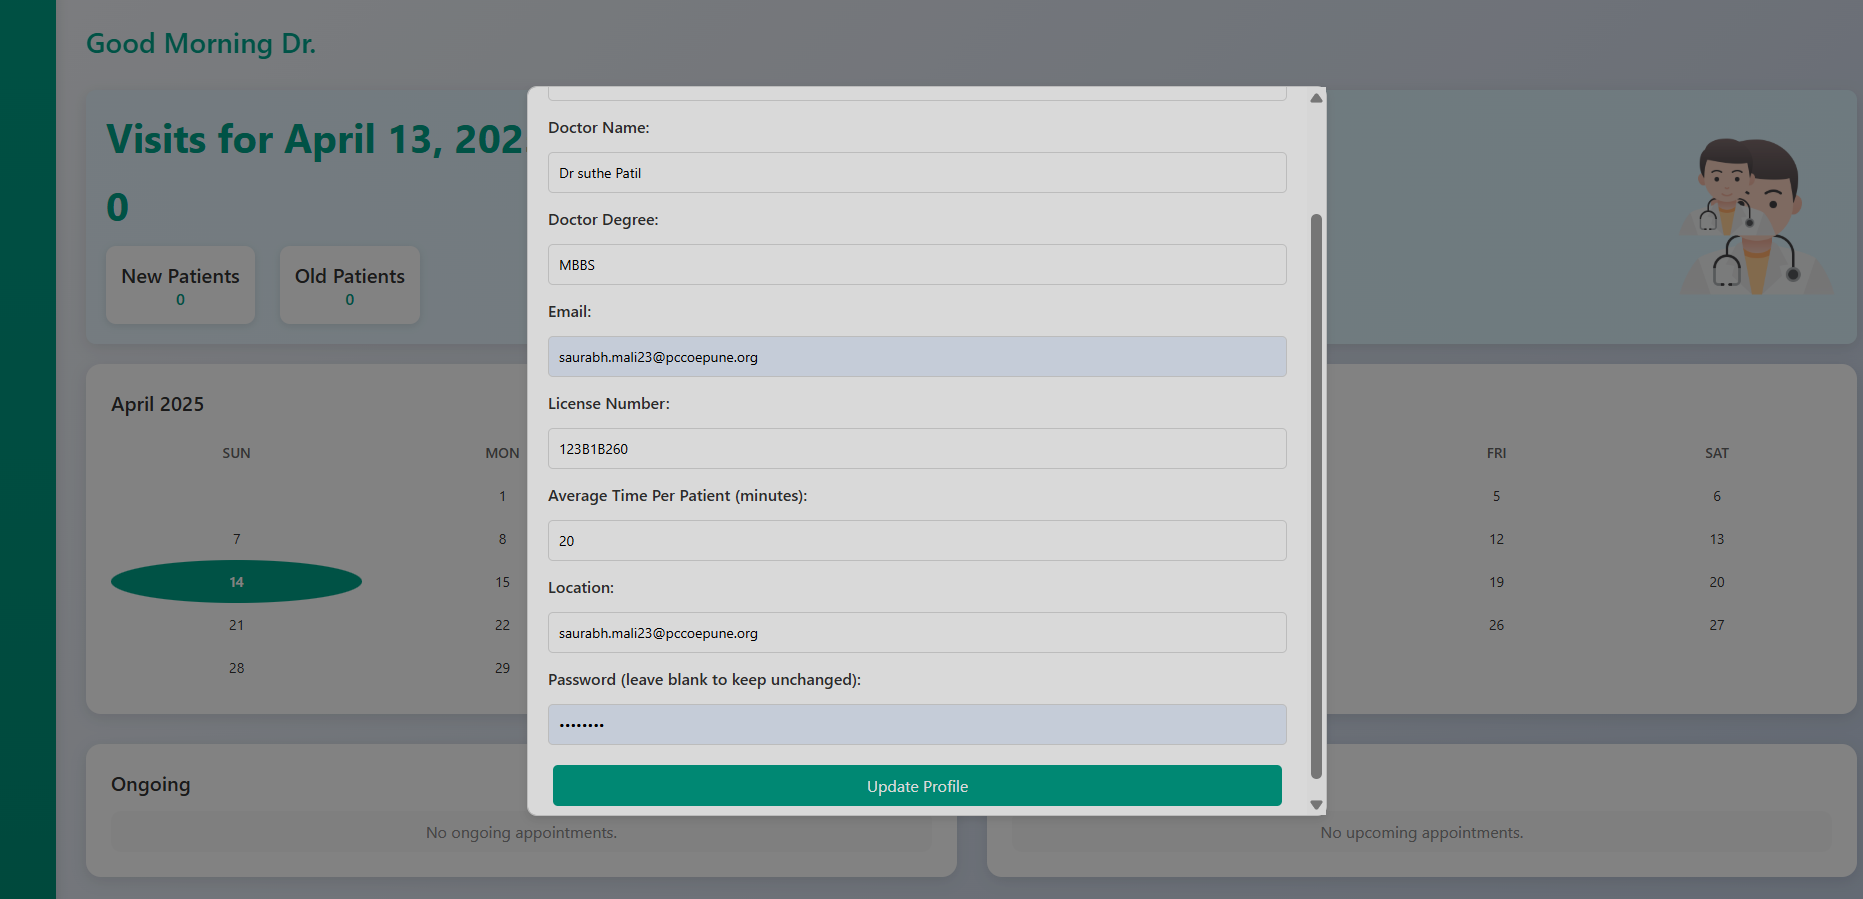 Good Morning Dr.
Visits for April 13, 202
0
New Patients
0
Old Patients
0
April 2025
SUN MON FRI SAT
1 5 6
7 8 12 13
14 15 19 20
21 22 26 27
28 29
Ongoing
No ongoing appointments.
No upcoming appointments.
Doctor Name:
Dr suthe Patil
Doctor Degree:
MBBS
Email:
saurabh.mali23@pccoepune.org
License Number:
123B1B260
Average Time Per Patient (minutes):
20
Location:
saurabh.mali23@pccoepune.org
Password (leave blank to keep unchanged):
••••••••
Update Profile